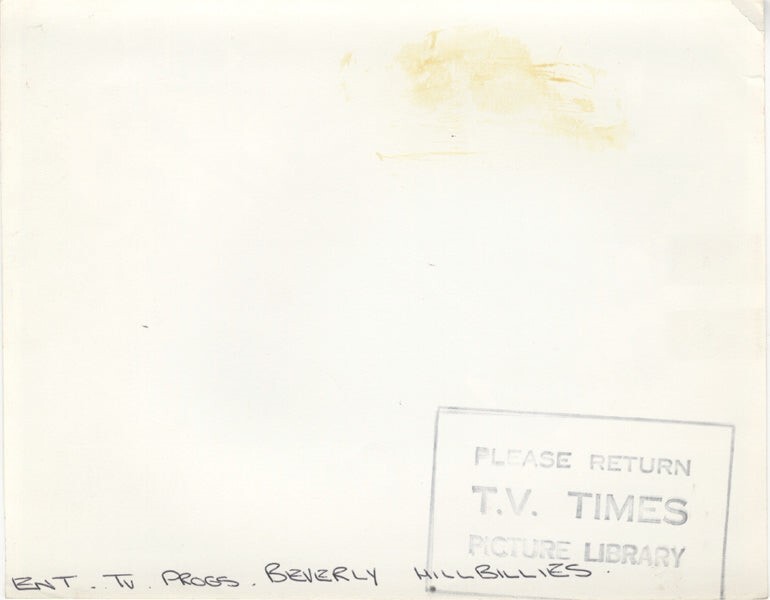 PLEASE RETURN
T.V. TIMES
PICTURE LIBRARY
ENT. TV. PROGS. BEVERLY HILLBILLIES.